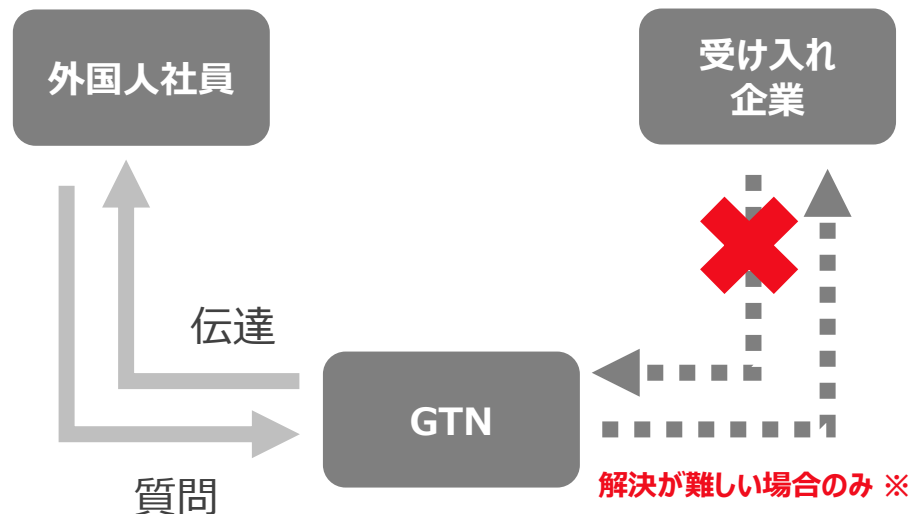 外国人社員
受け入れ
企業
伝達
GTN
質問
解決が難しい場合のみ ※